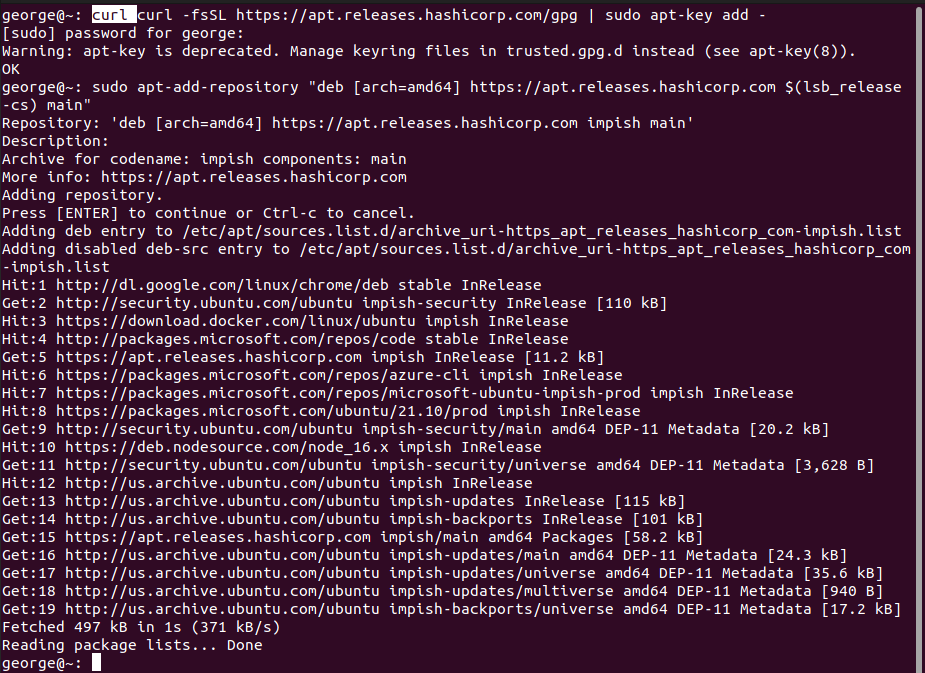 george@~: curl curl -fsSL https://apt.releases.hashicorp.com/gpg | sudo apt-key add -
[sudo] password for george:
Warning: apt-key is deprecated. Manage keyring files in trusted.gpg.d instead (see apt-key(8)).
OK
george@~: sudo apt-add-repository "deb [arch=amd64] https://apt.releases.hashicorp.com $(lsb_release
-cs) main"
Repository: 'deb [arch=amd64] https://apt.releases.hashicorp.com impish main'
Description:
Archive for codename: impish components: main
More info: https://apt.releases.hashicorp.com
Adding repository.
Press [ENTER] to continue or Ctrl-c to cancel.
Adding deb entry to /etc/apt/sources.list.d/archive_uri-https_apt_releases_hashicorp_com-impish.list
Adding disabled deb-src entry to /etc/apt/sources.list.d/archive_uri-https_apt_releases_hashicorp_com
-impish.list
Hit:1 http://dl.google.com/linux/chrome/deb stable InRelease
Get:2 http://security.ubuntu.com/ubuntu impish-security InRelease [110 kB]
Hit:3 https://download.docker.com/linux/ubuntu impish InRelease
Hit:4 http://packages.microsoft.com/repos/code stable InRelease
Get:5 https://apt.releases.hashicorp.com impish InRelease [11.2 kB]
Hit:6 https://packages.microsoft.com/repos/azure-cli impish InRelease
Hit:7 https://packages.microsoft.com/repos/microsoft-ubuntu-impish-prod impish InRelease
Hit:8 https://packages.microsoft.com/ubuntu/21.10/prod impish InRelease
Get:9 http://security.ubuntu.com/ubuntu impish-security/main amd64 DEP-11 Metadata [20.2 kB]
Hit:10 https://deb.nodesource.com/node_16.x impish InRelease
Get:11 http://security.ubuntu.com/ubuntu impish-security/universe amd64 DEP-11 Metadata [3,628 B]
Hit:12 http://us.archive.ubuntu.com/ubuntu impish InRelease
Get:13 http://us.archive.ubuntu.com/ubuntu impish-updates InRelease [115 kB]
Get:14 http://us.archive.ubuntu.com/ubuntu impish-backports InRelease [101 kB]
Get:15 https://apt.releases.hashicorp.com impish/main amd64 Packages [58.2 kB]
Get:16 http://us.archive.ubuntu.com/ubuntu impish-updates/main amd64 DEP-11 Metadata [24.3 kB]
Get:17 http://us.archive.ubuntu.com/ubuntu impish-updates/universe amd64 DEP-11 Metadata [35.6 kB]
Get:18 http://us.archive.ubuntu.com/ubuntu impish-updates/multiverse amd64 DEP-11 Metadata [940 B]
Get:19 http://us.archive.ubuntu.com/ubuntu impish-backports/universe amd64 DEP-11 Metadata [17.2 kB]
Fetched 497 kB in 1s (371 kB/s)
Reading package lists... Done
george@~: